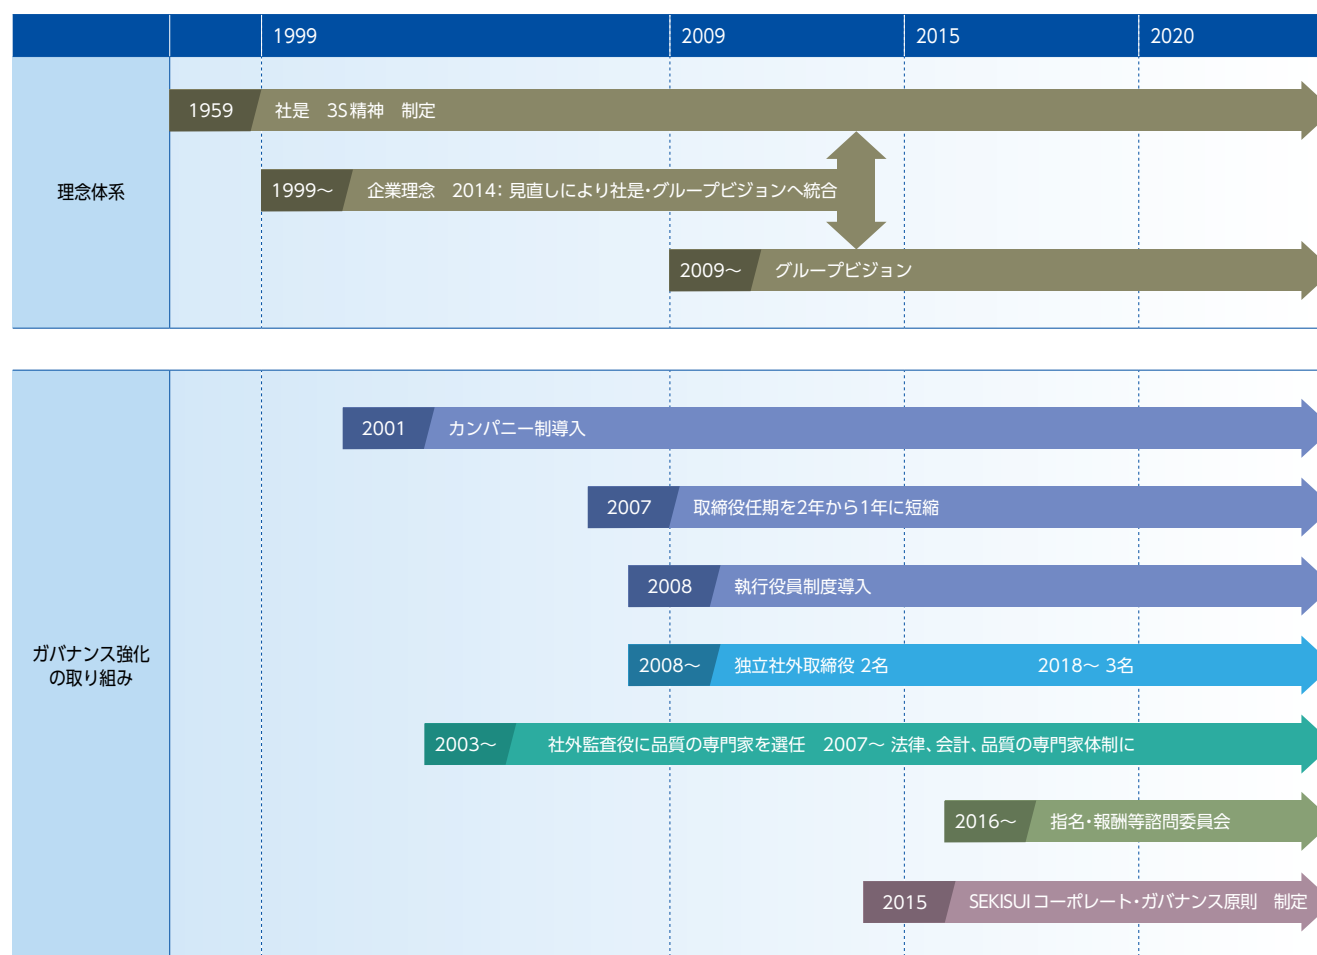 1999 2009 2015 2020
理念体系
1959 社是　3S精神　制定
1999～ 企業理念　2014：見直しにより社是・グループビジョンへ統合
2009～ グループビジョン
ガバナンス強化
の取り組み
2001 カンパニー制導入
2007 取締役任期を2年から1年に短縮
2008 執行役員制度導入
2008～ 独立社外取締役 2名 2018～ 3名
2003～ 社外監査役に品質の専門家を選任　2007～ 法律、会計、品質の専門家体制に
2016～ 指名・報酬等諮問委員会
2015 SEKISUIコーポレート・ガバナンス原則　制定